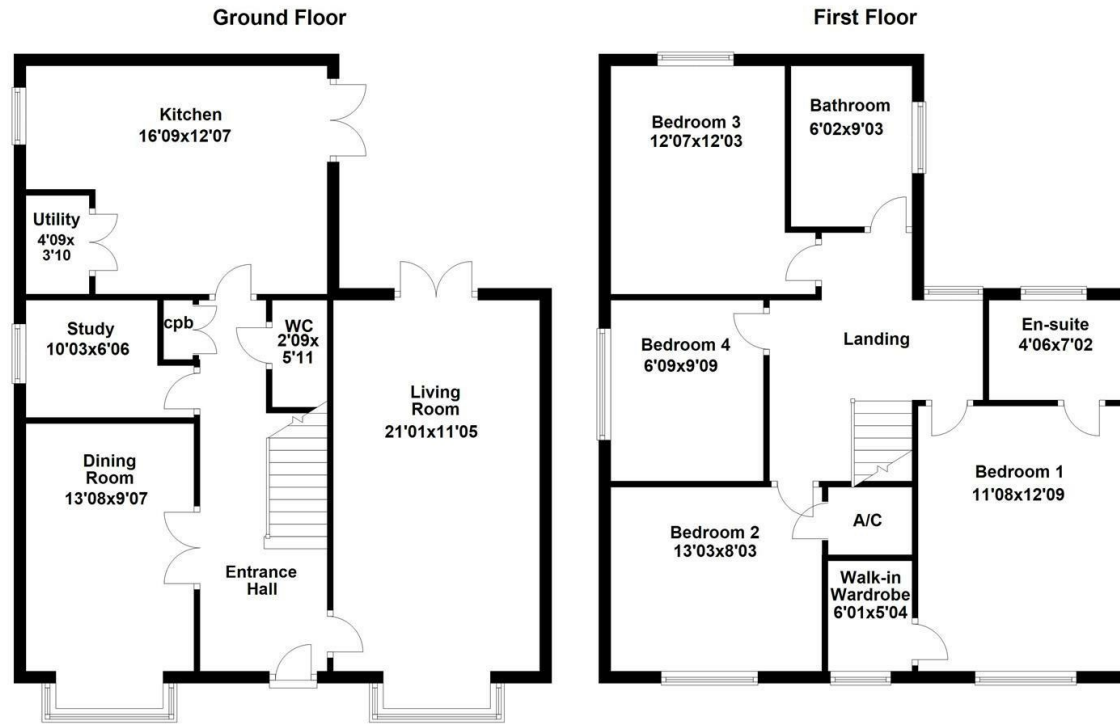 Ground Floor
Kitchen
16'09x12'07
Utility
4'09x
3'10
cpb
WC
2'09x
5'11
Study
10'03x6'06
Living
Room
21'01x11'05
Dining
Room
13'08x9'07
Entrance
Hall
First Floor
Bedroom 3
12'07x12'03
Bathroom
6'02x9'03
Bedroom 4
6'09x9'09
Landing
En-suite
4'06x7'02
Bedroom 1
11'08x12'09
Bedroom 2
13'03x8'03
A/C
Walk-in
Wardrobe
6'01x5'04